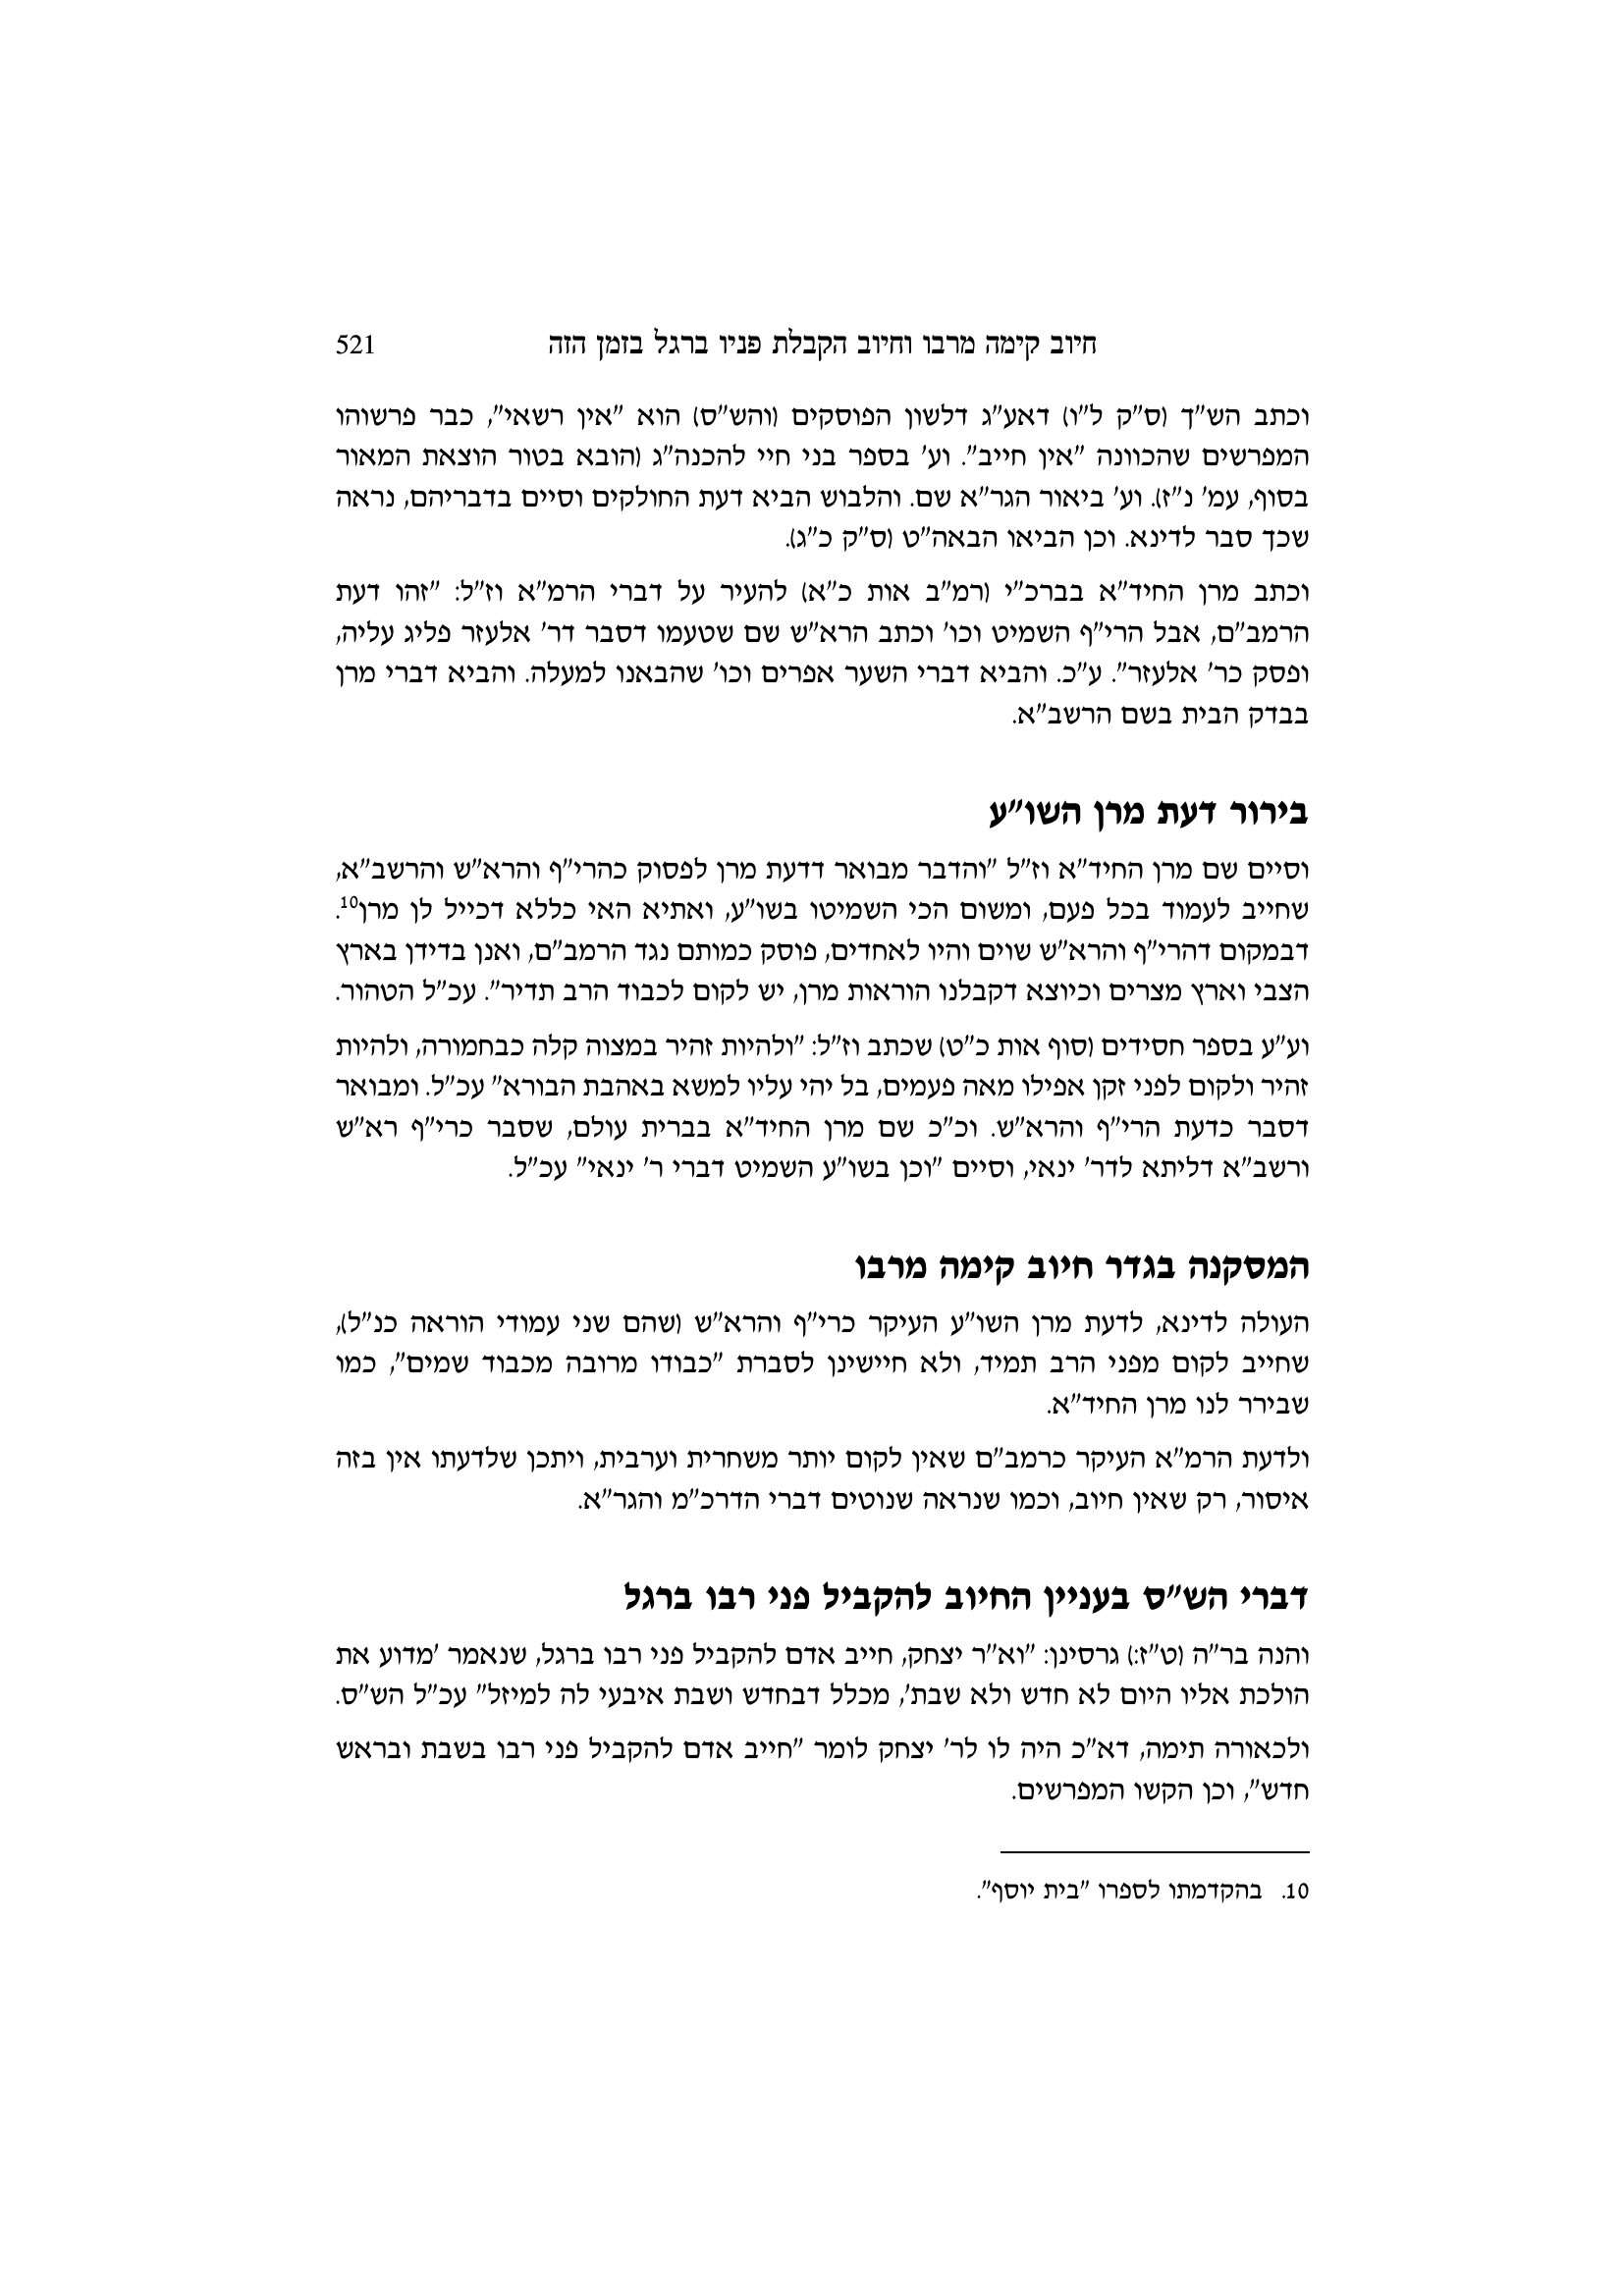 חיוב קימה מרבו וחיוב הקבלת פניו ברגל בזמן הזה 521
וכתב הש"ך (ס"ק ל"ו) דאע"ג דלשון הפוסקים (והש"ס) הוא "אין רשאי", כבר פרשוהו
המפרשים שהכוונה "אין חייב". וע' בספר בני חיי להכנה"ג (הובא בטור הוצאת המאור
בסוף, עמ' נ"ז). וע' ביאור הגר"א שם. והלבוש הביא דעת החולקים וסיים בדבריהם, נראה
שכך סבר לדינא. וכן הביאו הבאה"ט (ס"ק כ"ג).
וכתב מרן החיד"א בברכ"י (רמ"ב אות כ"א) להעיר על דברי הרמ"א וז"ל: "זהו דעת
הרמב"ם, אבל הרי"ף השמיט וכו' וכתב הרא"ש שם שטעמו דסבר דר' אלעזר פליג עליה,
ופסק כר' אלעזר". ע"כ. והביא דברי השער אפרים וכו' שהבאנו למעלה. והביא דברי מרן
בבדק הבית בשם הרשב"א.
בירור דעת מרן השו"ע
וסיים שם מרן החיד"א וז"ל "והדבר מבואר דדעת מרן לפסוק כהרי"ף והרא"ש והרשב"א,
שחייב לעמוד בכל פעם, ומשום הכי השמיטו בשו"ע, ואתיא האי כללא דכייל לן מרן10.
דבמקום דהרי"ף והרא"ש שוים והיו לאחדים, פוסק כמותם נגד הרמב"ם, ואנן בדידן בארץ
הצבי וארץ מצרים וכיוצא דקבלנו הוראות מרן, יש לקום לכבוד הרב תדיר". עכ"ל הטהור.
וע"ע בספר חסידים (סוף אות כ"ט) שכתב וז"ל: "ולהיות זהיר במצוה קלה כבחמורה, ולהיות
זהיר ולקום לפני זקן אפילו מאה פעמים, בל יהי עליו למשא באהבת הבורא" עכ"ל. ומבואר
דסבר כדעת הרי"ף והרא"ש. וכ"כ שם מרן החיד"א בברית עולם, שסבר כרי"ף רא"ש
ורשב"א דליתא לדר' ינאי, וסיים "וכן בשו"ע השמיט דברי ר' ינאי" עכ"ל.
המסקנה בגדר חיוב קימה מרבו
העולה לדינא, לדעת מרן השו"ע העיקר כרי"ף והרא"ש (שהם שני עמודי הוראה כנ"ל),
שחייב לקום מפני הרב תמיד, ולא חיישינן לסברת "כבודו מרובה מכבוד שמים", כמו
שבירר לנו מרן החיד"א.
ולדעת הרמ"א העיקר כרמב"ם שאין לקום יותר משחרית וערבית, ויתכן שלדעתו אין בזה
איסור, רק שאין חיוב, וכמו שנראה שנוטים דברי הדרכ"מ והגר"א.
דברי הש"ס בעניין החיוב להקביל פני רבו ברגל
והנה בר"ה (ט"ז:) גרסינן: "וא"ר יצחק, חייב אדם להקביל פני רבו ברגל, שנאמר 'מדוע את
הולכת אליו היום לא חדש ולא שבת', מכלל דבחדש ושבת איבעי לה למיזל" עכ"ל הש"ס.
ולכאורה תימה, דא"כ היה לו לר' יצחק לומר "חייב אדם להקביל פני רבו בשבת ובראש
חדש", וכן הקשו המפרשים.
10. בהקדמתו לספרו "בית יוסף".